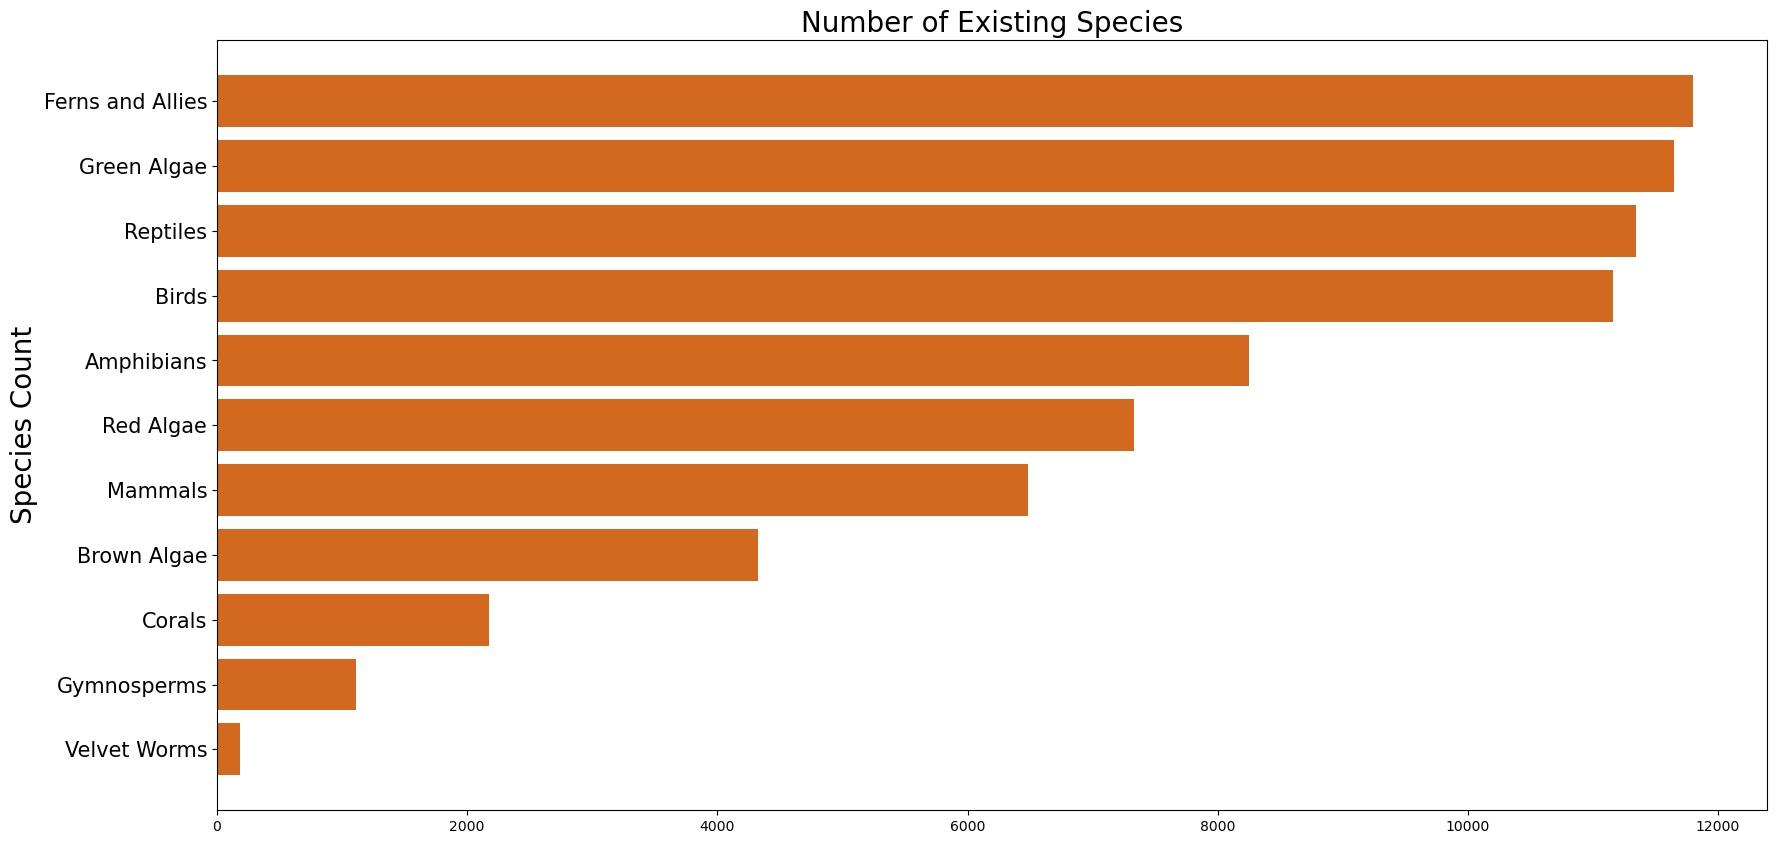 Number of Existing Species
Species Count
Ferns and Allies
Green Algae
Reptiles
Birds
Amphibians
Red Algae
Mammals
Brown Algae
Corals
Gymnosperms
Velvet Worms
0 2000 4000 6000 8000 10000 12000